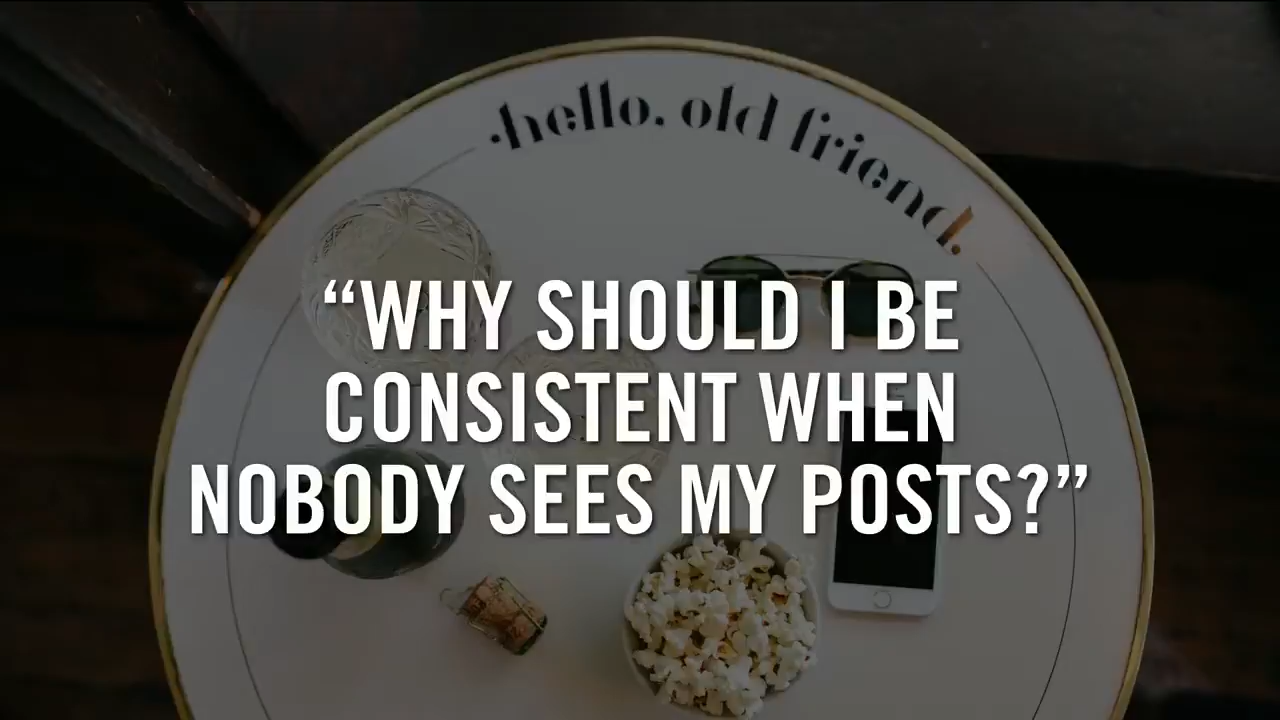 hello, old friend.
“WHY SHOULD I BE
CONSISTENT WHEN
NOBODY SEES MY POSTS?”